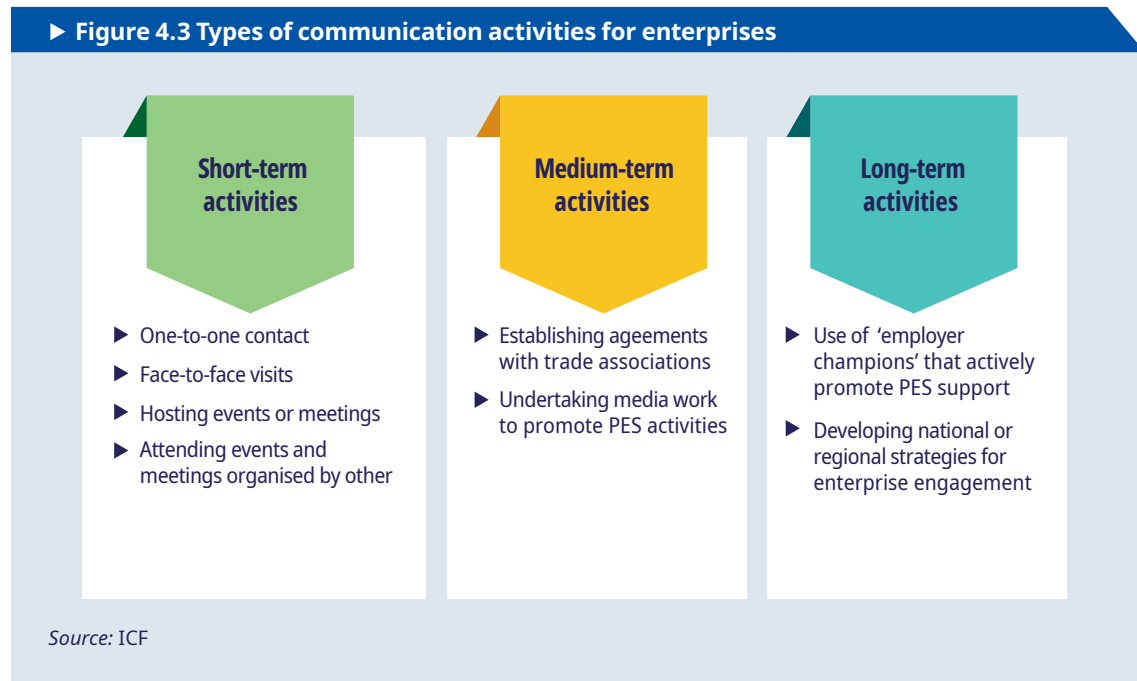 ▶ Figure 4.3 Types of communication activities for enterprises
Short-term
activities
▶ One-to-one contact
▶ Face-to-face visits
▶ Hosting events or meetings
▶ Attending events and
meetings organised by other
Medium-term
activities
▶ Establishing ageements
with trade associations
▶ Undertaking media work
to promote PES activities
Long-term
activities
▶ Use of ‘employer
champions’ that actively
promote PES support
▶ Developing national or
regional strategies for
enterprise engagement
Source: ICF